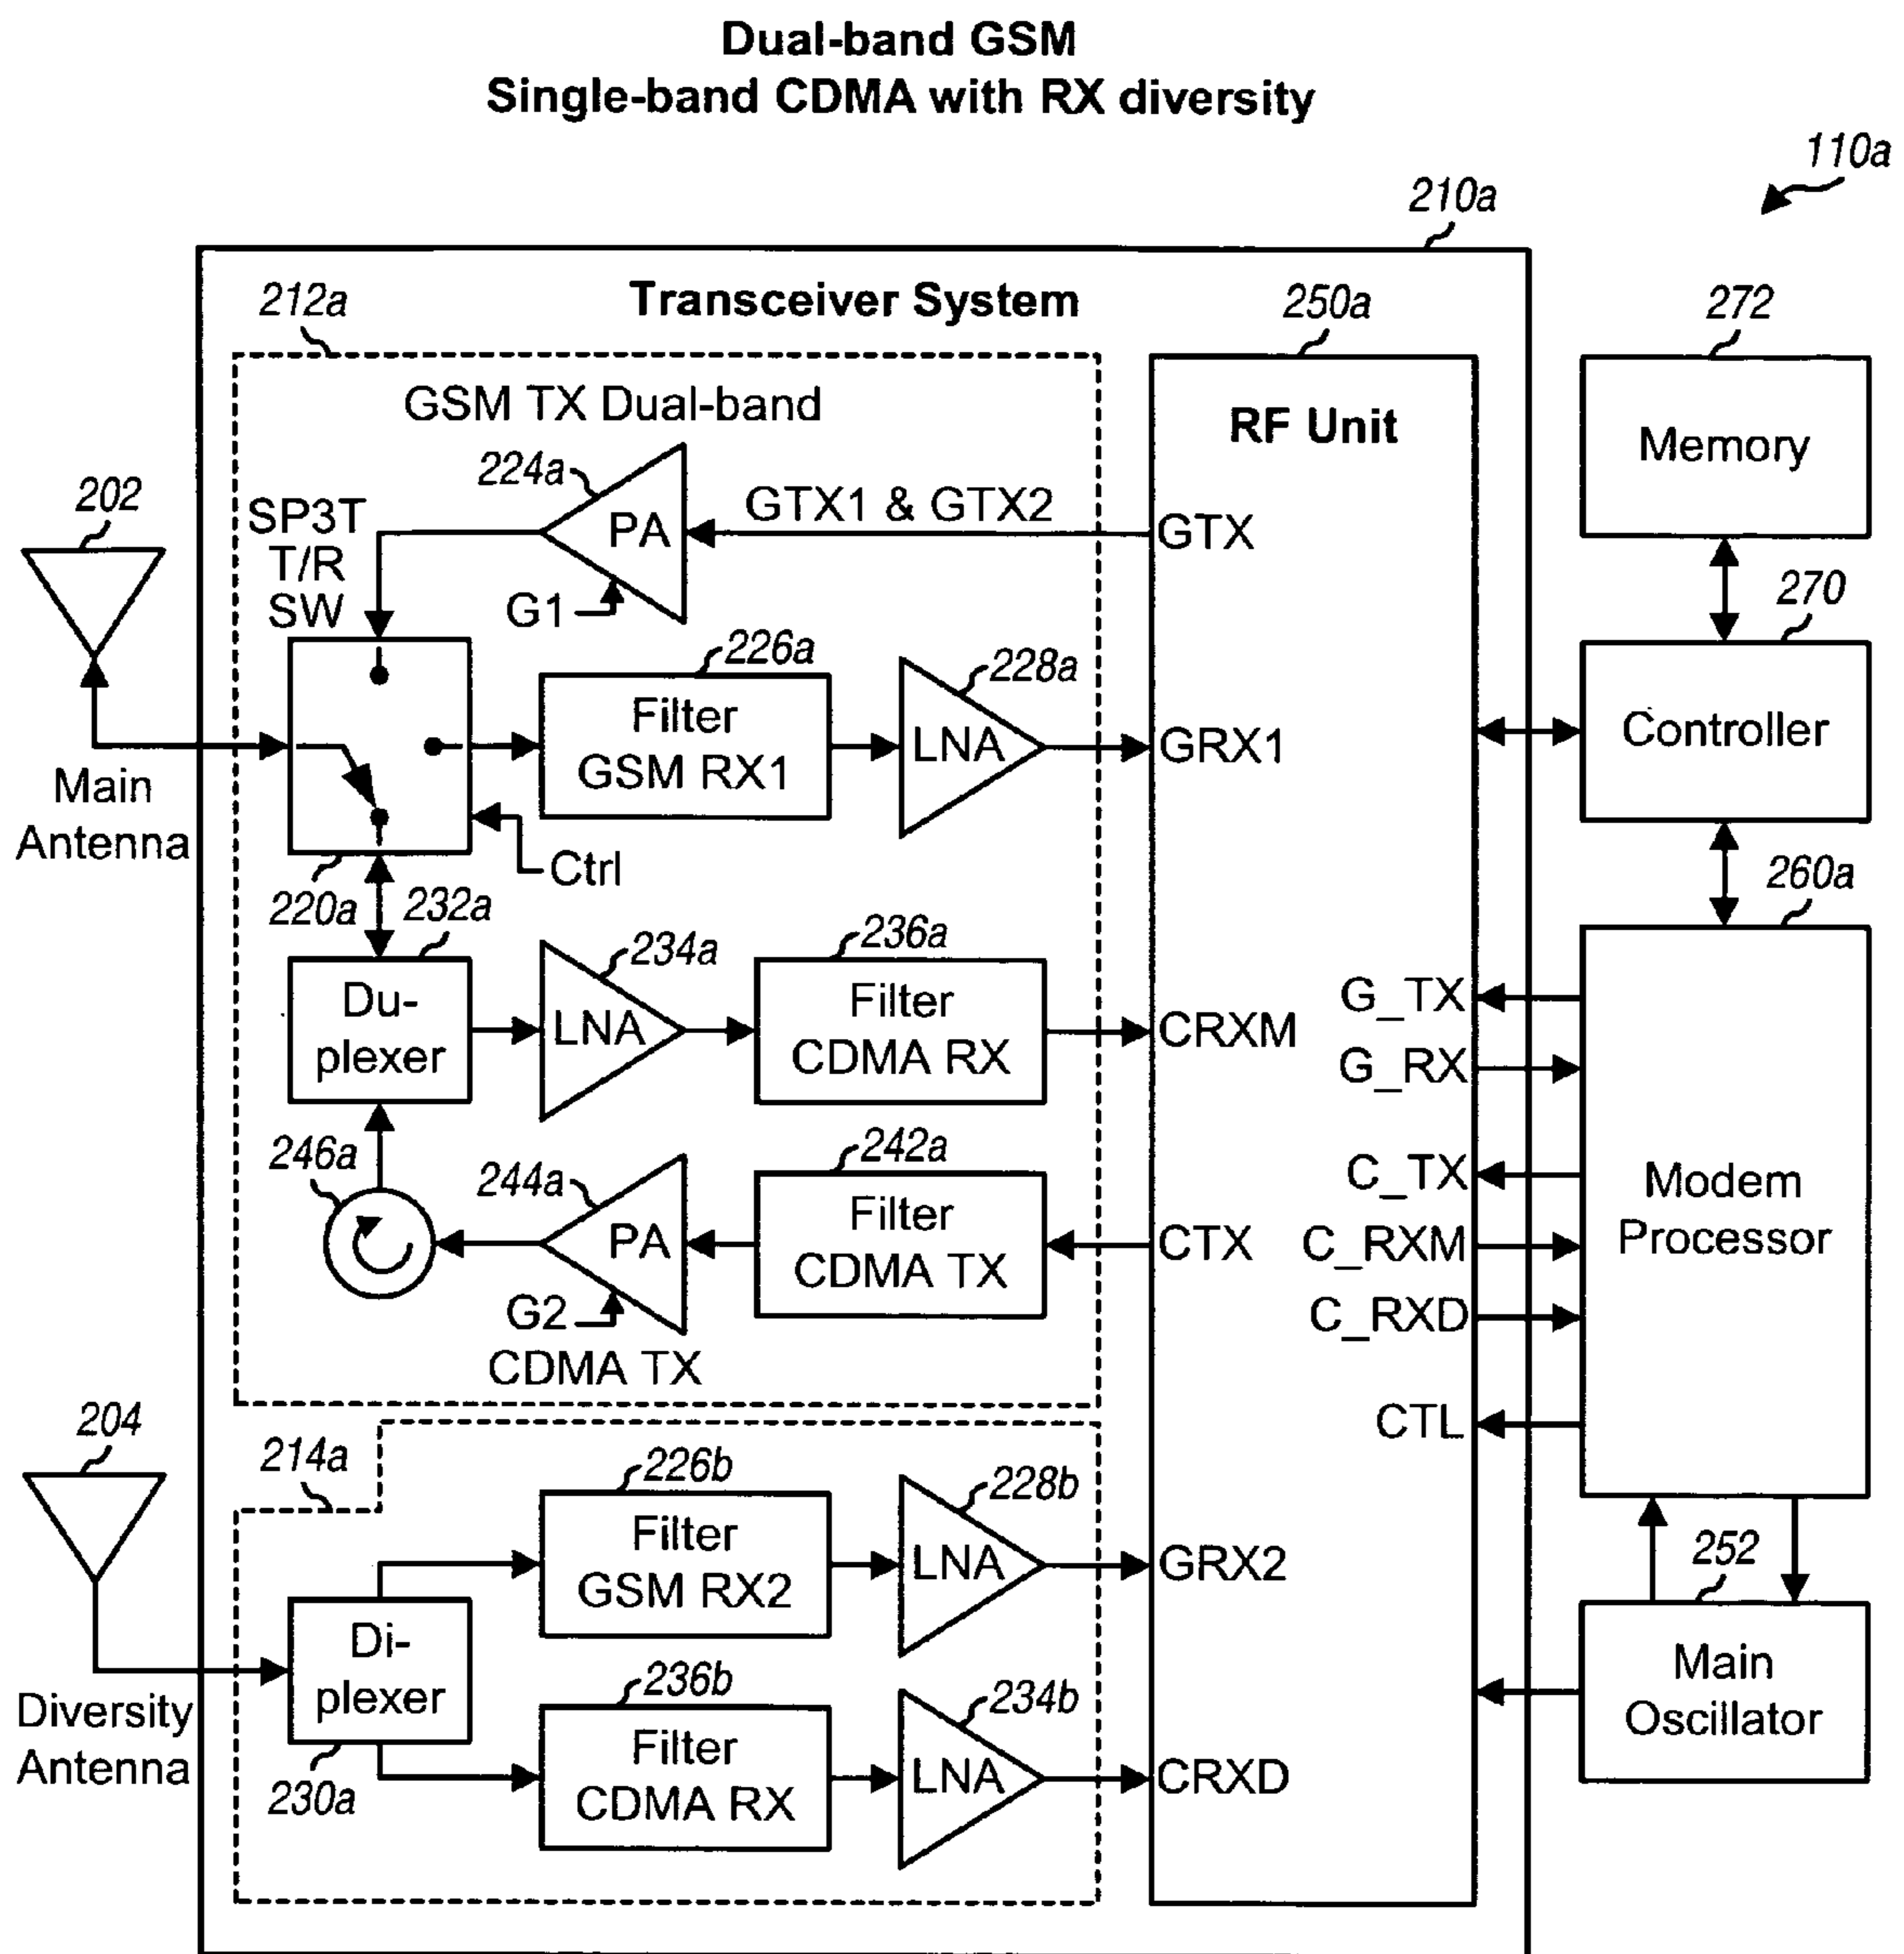 Dual-band GSM
Single-band CDMA with RX diversity
110a
210a
Transceiver System
212a
250a
272
GSM TX Dual-band
RF Unit
Memory
224a
PA
GTX1 & GTX2
GTX
202
SP3T
T/R
SW
G1
270
226a
228a
Filter
GSM RX1
LNA
GRX1
Controller
Main
Antenna
Ctrl
220a
232a
260a
234a
236a
Du-
plexer
LNA
Filter
CDMA RX
CRXM
G_TX
G_RX
246a
244a
242a
PA
Filter
CDMA TX
CTX
C_TX
C_RXM
C_RXD
Modem
Processor
G2
CDMA TX
204
214a
CTL
226b
228b
Filter
GSM RX2
LNA
GRX2
252
Di-
plexer
230a
236b
234b
Filter
CDMA RX
LNA
CRXD
Main
Oscillator
Diversity
Antenna